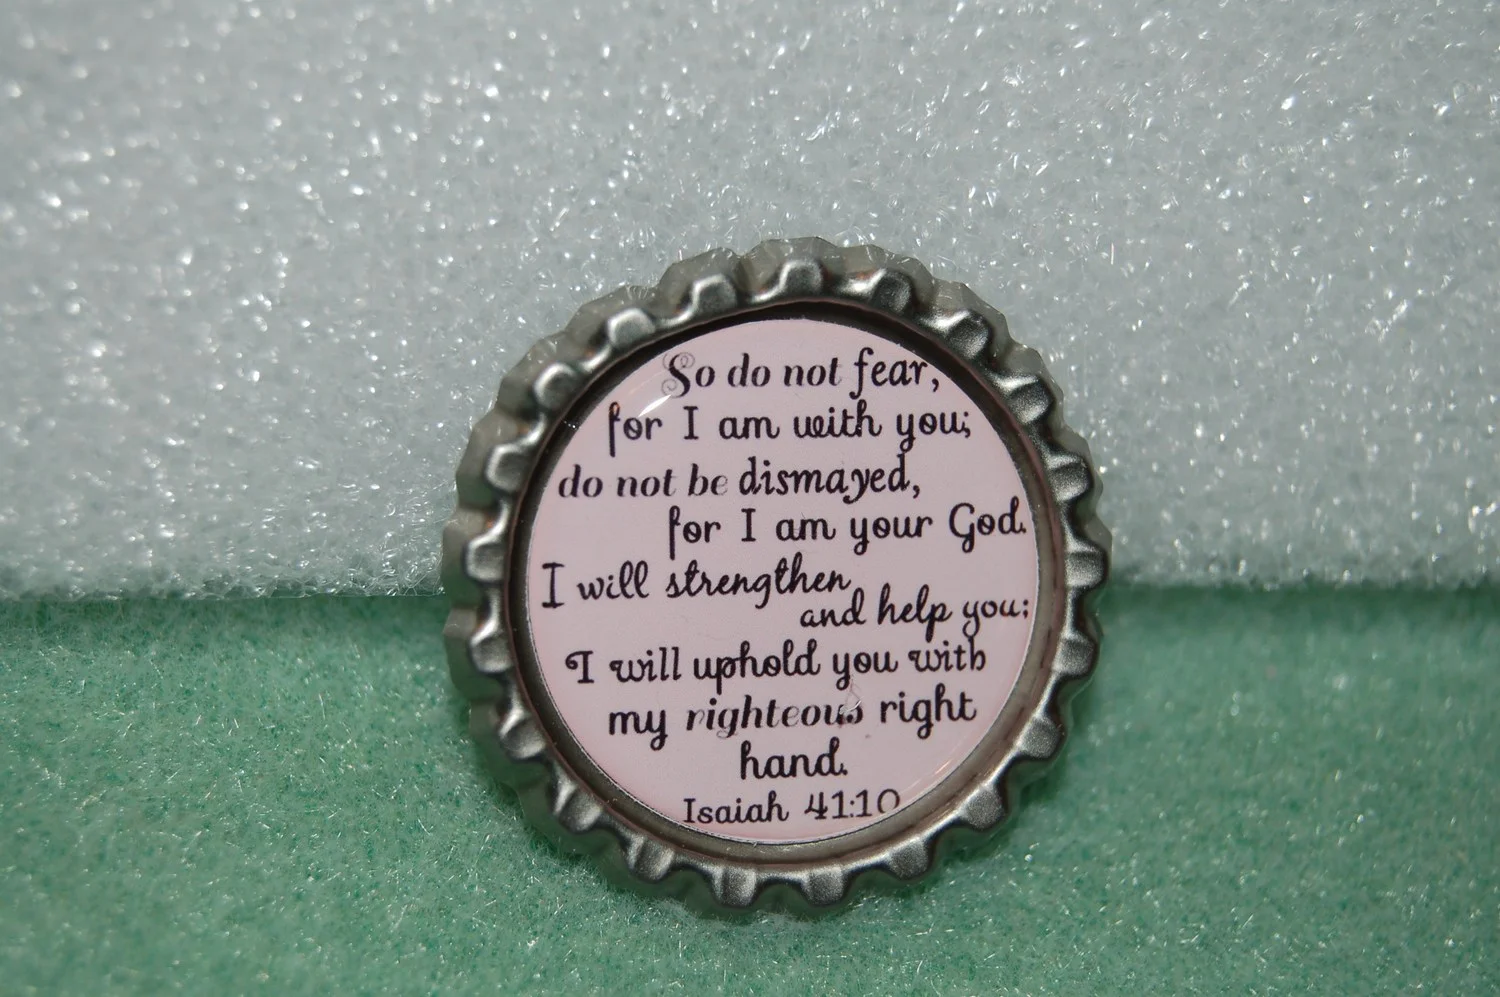 So do not fear,
for I am with you;
do not be dismayed,
for I am your God.
I will strengthen
and help you;
I will uphold you with
my righteous right
hand.
Isaiah 41:10